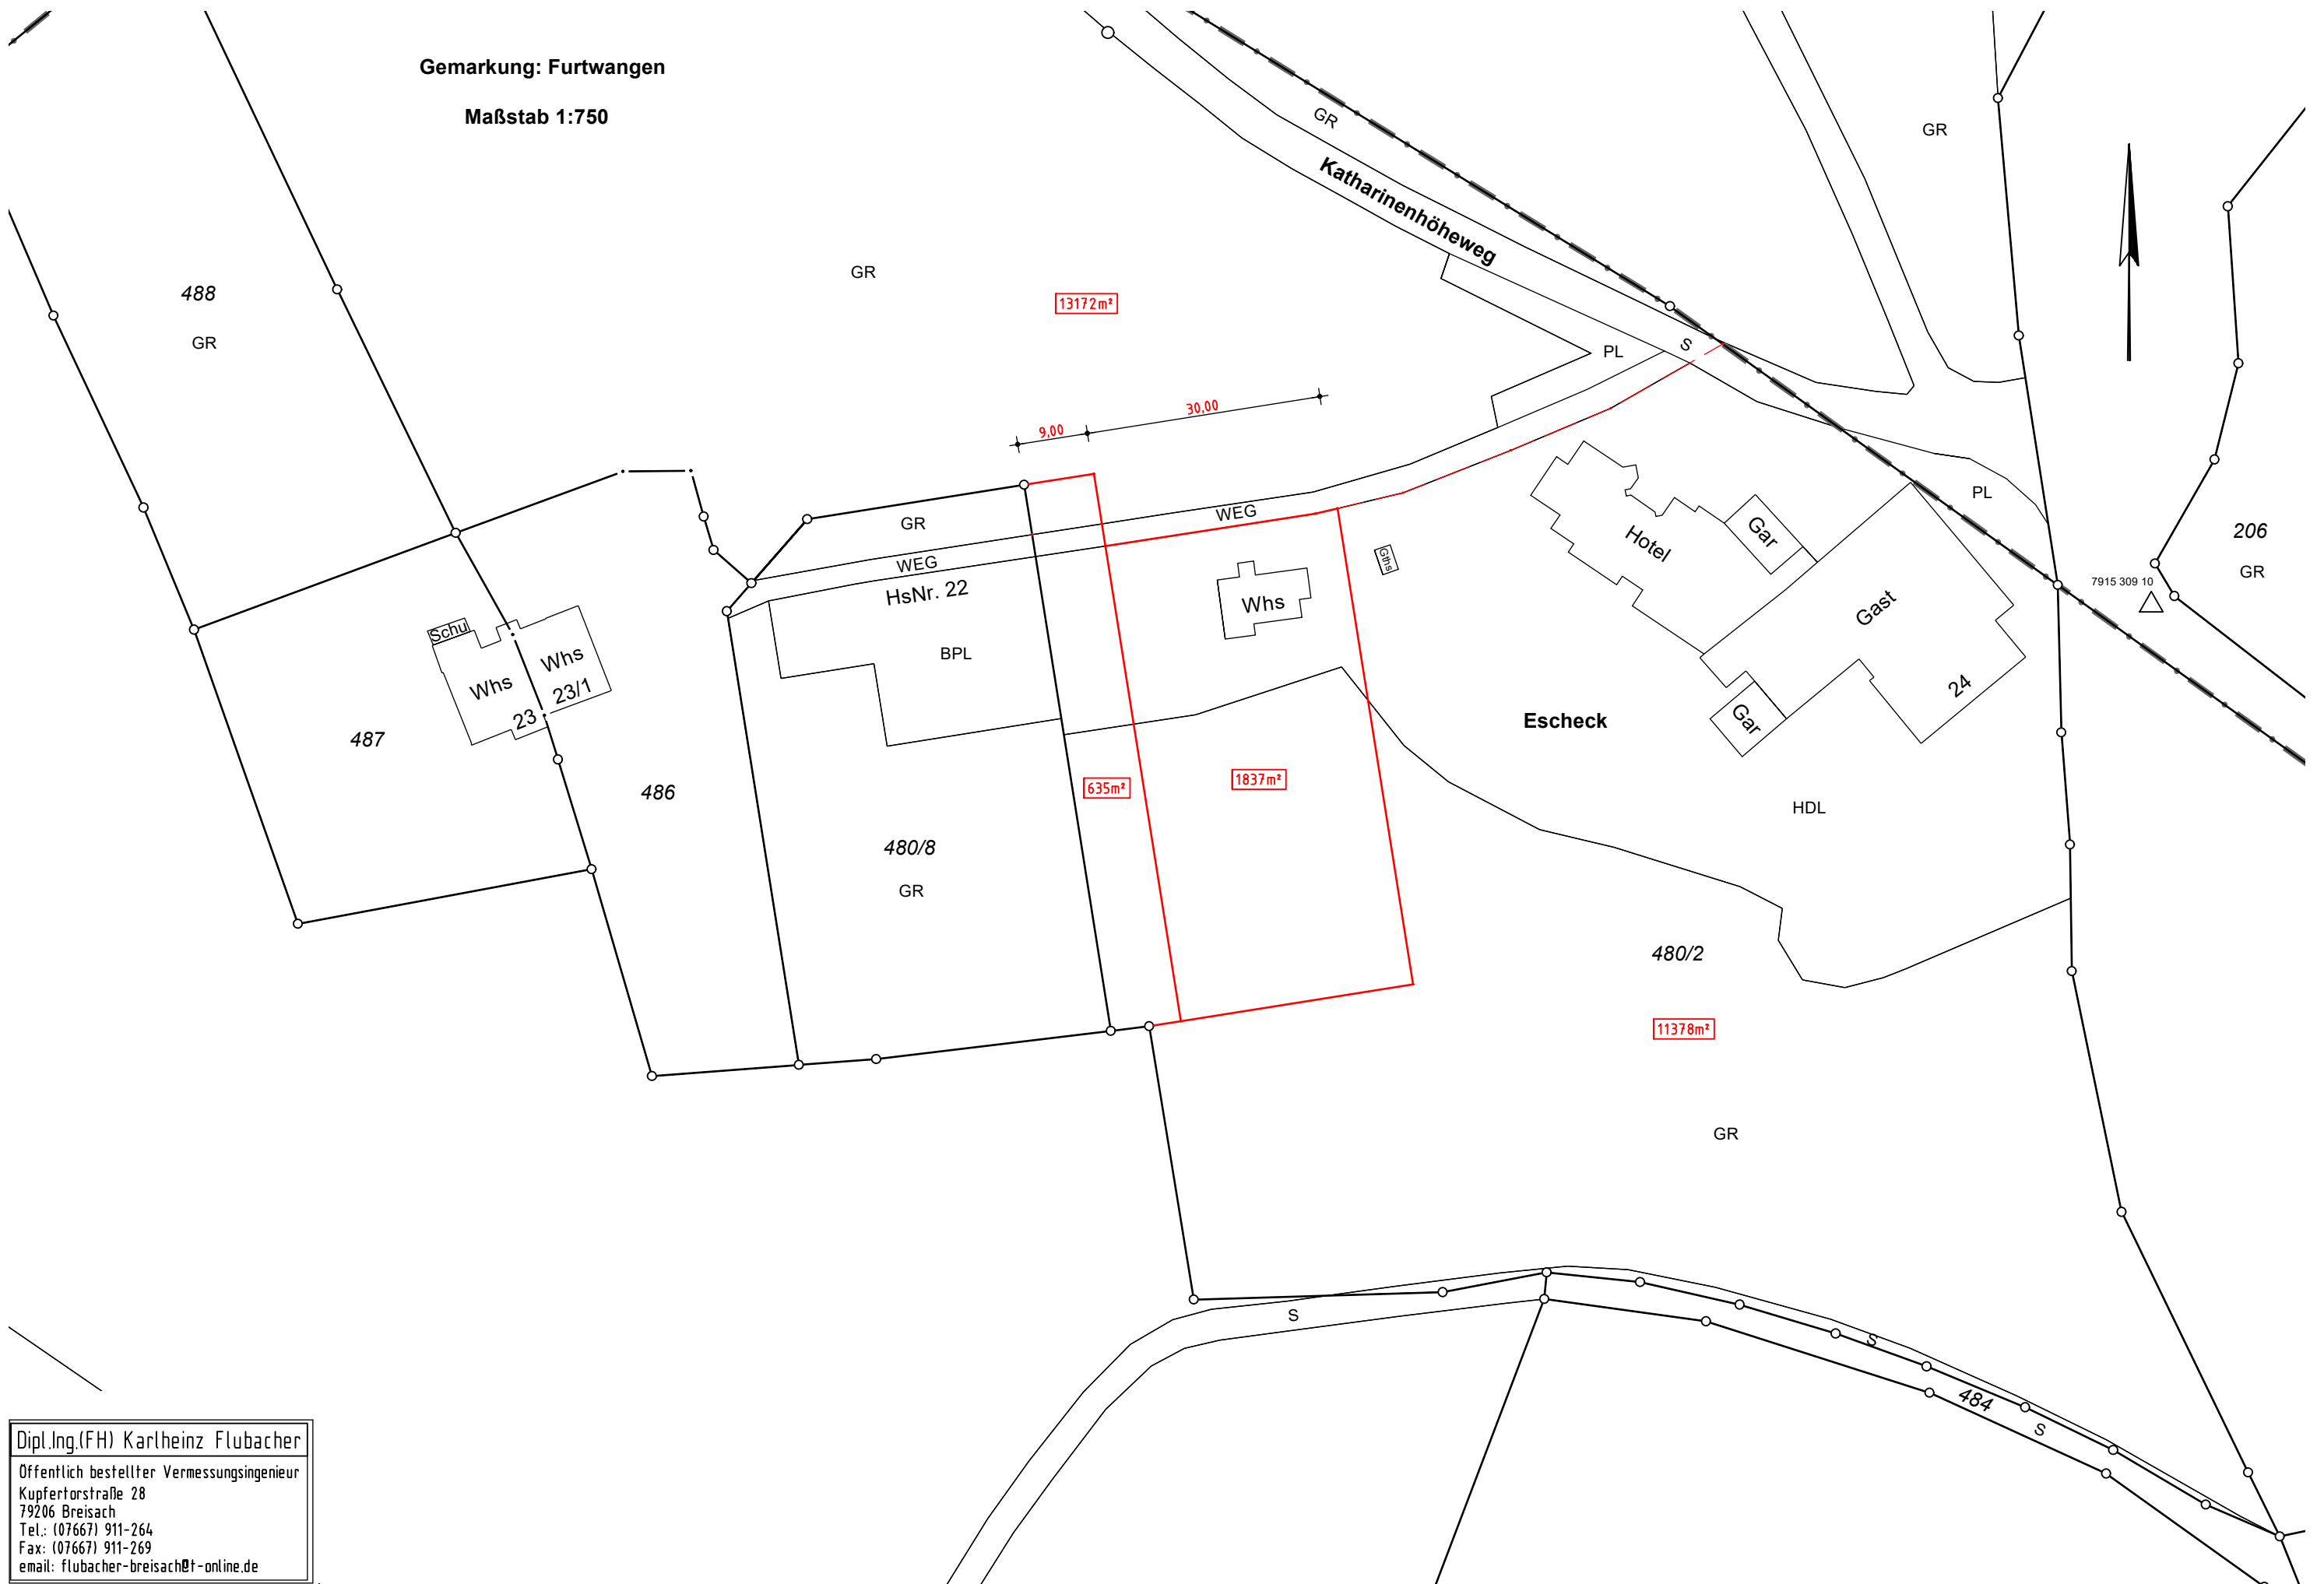 Gemarkung: Furtwangen
Maßstab 1:750
GR
Katharinenhöheweg
GR
488
GR
GR
13172m²
PL
S
30,00
9,00
GR
WEG
WEG
HsNr. 22
BPL
Whs
Gths
Hotel
Gar
Gast
24
Gar
PL
206
GR
7915 309 10
Schu
Whs
23
Whs
23/1
487
486
Escheck
635m²
1837m²
HDL
480/8
GR
480/2
11378m²
GR
S
S
484
S
Dipl.Ing.(FH) Karlheinz Flubacher
Öffentlich bestellter Vermessungsingenieur
Kupfertorstraße 28
79206 Breisach
Tel.: (07667) 911-264
Fax: (07667) 911-269
email: flubacher-breisach@t-online.de